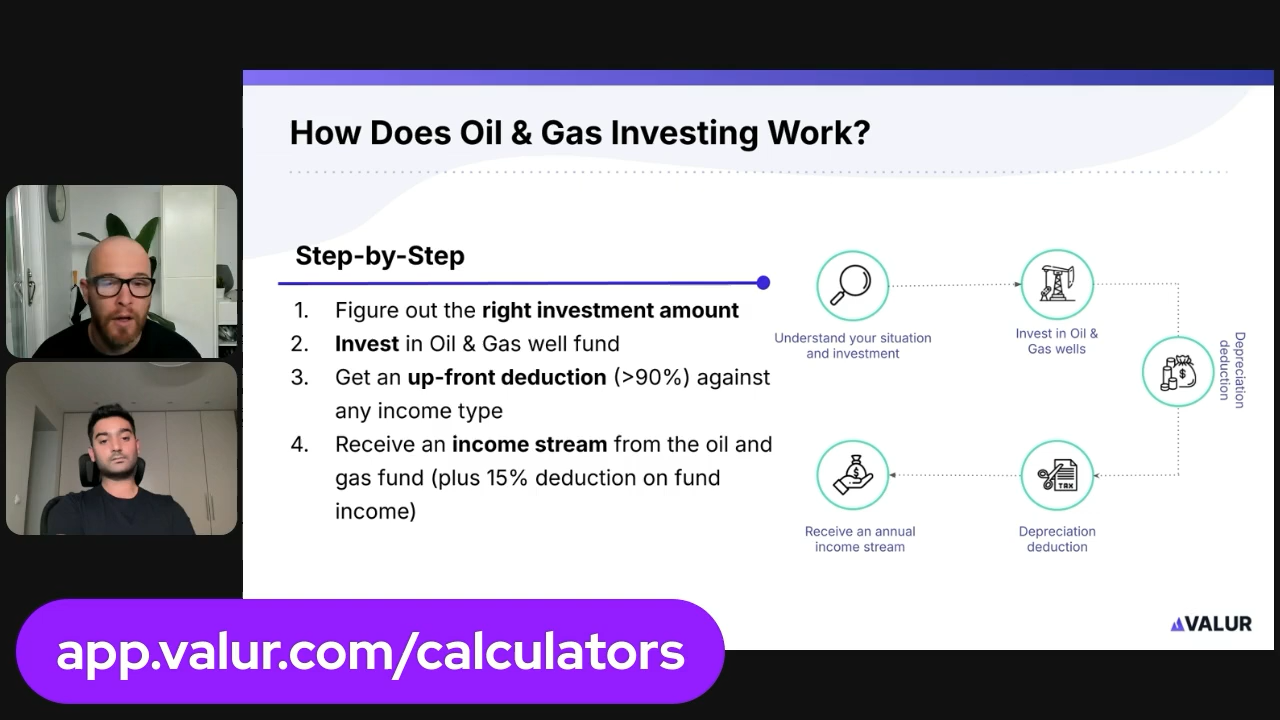 How Does Oil & Gas Investing Work?
Step-by-Step
1. Figure out the right investment amount
2. Invest in Oil & Gas well fund
3. Get an up-front deduction (>90%) against
any income type
4. Receive an income stream from the oil and
gas fund (plus 15% deduction on fund
income)
Understand your situation
and investment
Invest in Oil &
Gas wells
Depreciation
deduction
TAX
Depreciation
deduction
Receive an annual
income stream
VALUR
app.valur.com/calculators